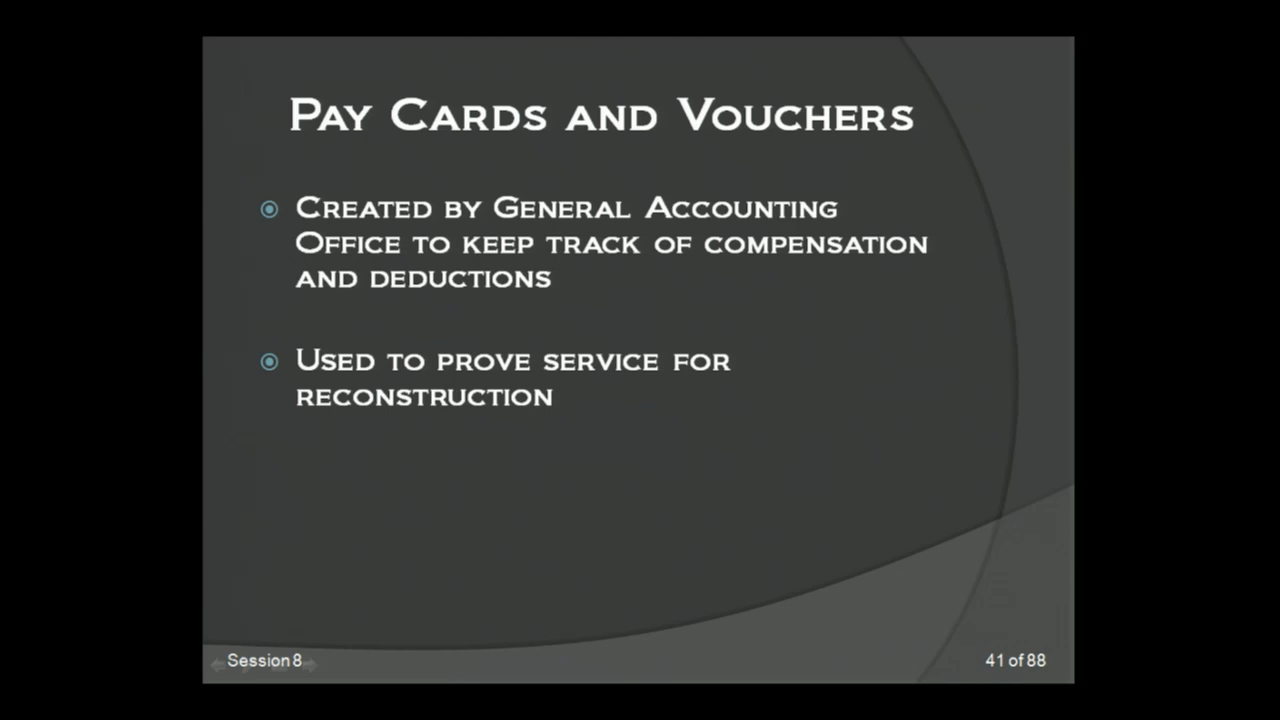 Pay Cards and Vouchers
Created by General Accounting
Office to keep track of compensation
and deductions
Used to prove service for
reconstruction
Session 8
41 of 88